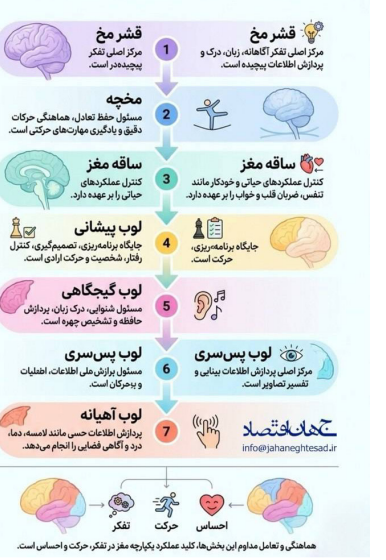 قشر مخ
مرکز اصلی تفکر آگاهانه، زبان، درک و
پردازش اطلاعات پیچیده است.
1
قشر مخ
مرکز اصلی تفکر
پیچیده‌در است.
مخچه
مسئول حفظ تعادل، هماهنگی حرکات
دقیق و یادگیری مهارت‌های حرکتی است.
2
ساقه مغز
کنترل عملکردهای حیاتی و خودکار مانند
تنفس، ضربان قلب و خواب را بر عهده دارد.
3
ساقه مغز
کنترل عملکردهای
حیاتی را بر عهده دارد.
لوب پیشانی
جایگاه برنامه‌ریزی، تصمیم‌گیری، کنترل
رفتار، شخصیت و حرکت ارادی است.
4
جایگاه برنامه‌ریزی،
حرکت است.
لوب گیجگاهی
مسئول شنوایی، درک زبان، پردازش
حافظه و تشخیص چهره است.
5
لوب پس‌سری
مرکز اصلی پردازش اطلاعات بینایی و
تفسیر تصاویر است.
6
لوب پس‌سری
مسئول برازش ملی اطلاعات،
و برحرکان است.
لوب آهیانه
پردازش اطلاعات حسی مانند لامسه، دما،
درد و آگاهی فضایی را انجام می‌دهد.
7
جهان اقتصاد
info@jahaneghtesad.ir
احساس
حرکت
تفکر
هماهنگی و تعامل مداوم این بخش‌ها، کلید عملکرد یکپارچه مغز در تفکر، حرکت و احساس است.